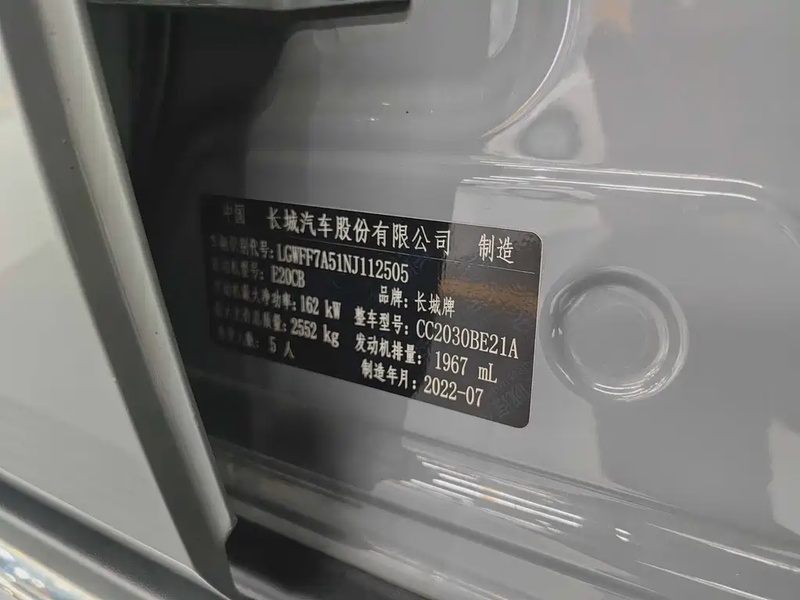 中国 长城汽车股份有限公司 制造
车辆识别代号:LGWFF7A51NJ112505
发动机型号:E20CB 品牌:长城牌
发动机最大净功率:162 kW 整车型号:CC2030BE21A
最大允许总质量:2552 kg 发动机排量: 1967 mL
乘坐人数: 5 人 制造年月:2022-07